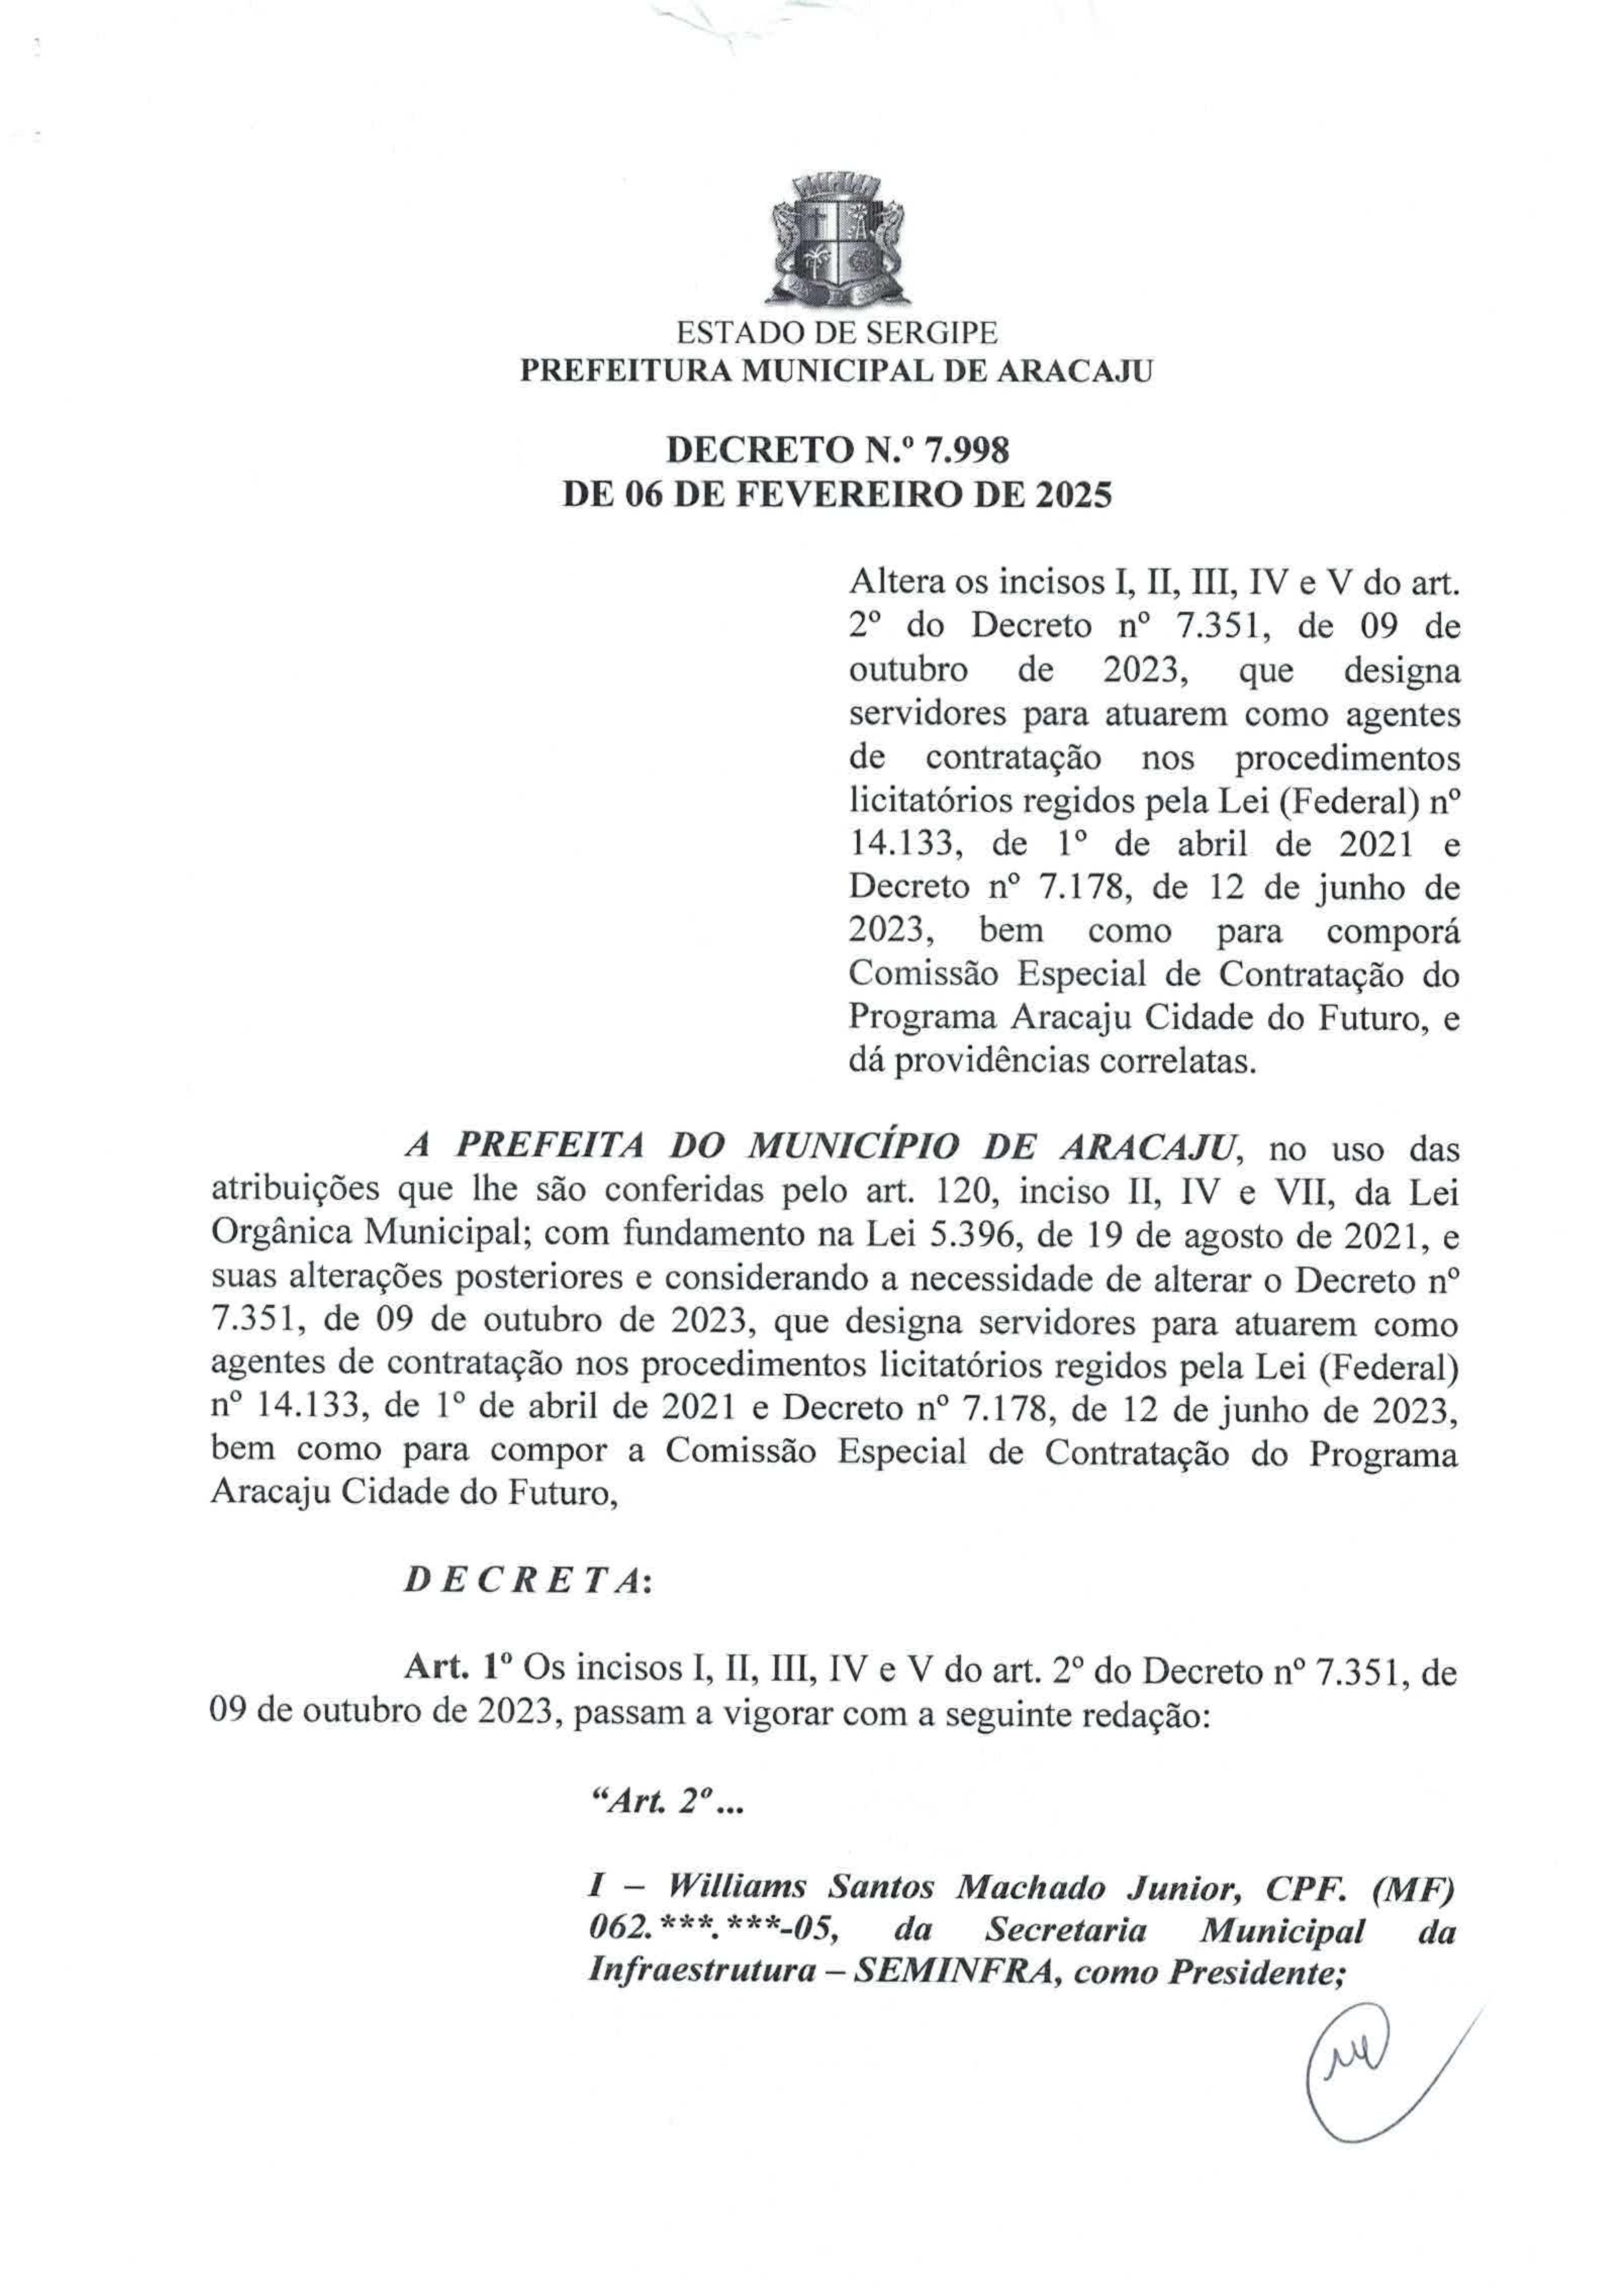 ESTADO DE SERGIPE
PREFEITURA MUNICIPAL DE ARACAJU
DECRETO N.º 7.998
DE 06 DE FEVEREIRO DE 2025
Altera os incisos I, II, III, IV e V do art.
2º do Decreto nº 7.351, de 09 de
outubro de 2023, que designa
servidores para atuarem como agentes
de contratação nos procedimentos
licitatórios regidos pela Lei (Federal) nº
14.133, de 1º de abril de 2021 e
Decreto nº 7.178, de 12 de junho de
2023, bem como para comporá
Comissão Especial de Contratação do
Programa Aracaju Cidade do Futuro, e
dá providências correlatas.
A PREFEITA DO MUNICÍPIO DE ARACAJU, no uso das
atribuições que lhe são conferidas pelo art. 120, inciso II, IV e VII, da Lei
Orgânica Municipal; com fundamento na Lei 5.396, de 19 de agosto de 2021, e
suas alterações posteriores e considerando a necessidade de alterar o Decreto nº
7.351, de 09 de outubro de 2023, que designa servidores para atuarem como
agentes de contratação nos procedimentos licitatórios regidos pela Lei (Federal)
nº 14.133, de 1º de abril de 2021 e Decreto nº 7.178, de 12 de junho de 2023,
bem como para compor a Comissão Especial de Contratação do Programa
Aracaju Cidade do Futuro,
D E C R E T A:
Art. 1º Os incisos I, II, III, IV e V do art. 2º do Decreto nº 7.351, de
09 de outubro de 2023, passam a vigorar com a seguinte redação:
“Art. 2º...
I – Williams Santos Machado Junior, CPF. (MF)
062.***.***-05, da Secretaria Municipal da
Infraestrutura – SEMINFRA, como Presidente;